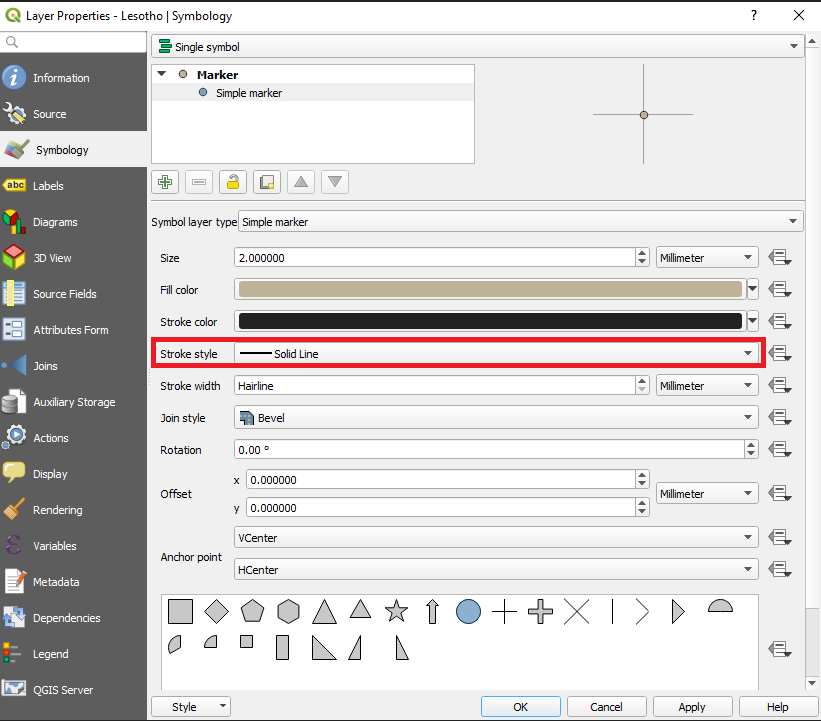 Layer Properties - Lesotho | Symbology
?
Single symbol
Information
Source
Symbology
abc Labels
Diagrams
3D View
Source Fields
Attributes Form
Joins
Auxiliary Storage
Actions
Display
Rendering
Variables
Metadata
Dependencies
Legend
QGIS Server
Marker
Simple marker
Symbol layer type Simple marker
Size 2.000000 Millimeter
Fill color
Stroke color
Stroke style Solid Line
Stroke width Hairline Millimeter
Join style Bevel
Rotation 0.00 °
Offset x 0.000000 Millimeter
y 0.000000
Anchor point VCenter
HCenter
Style OK Cancel Apply Help